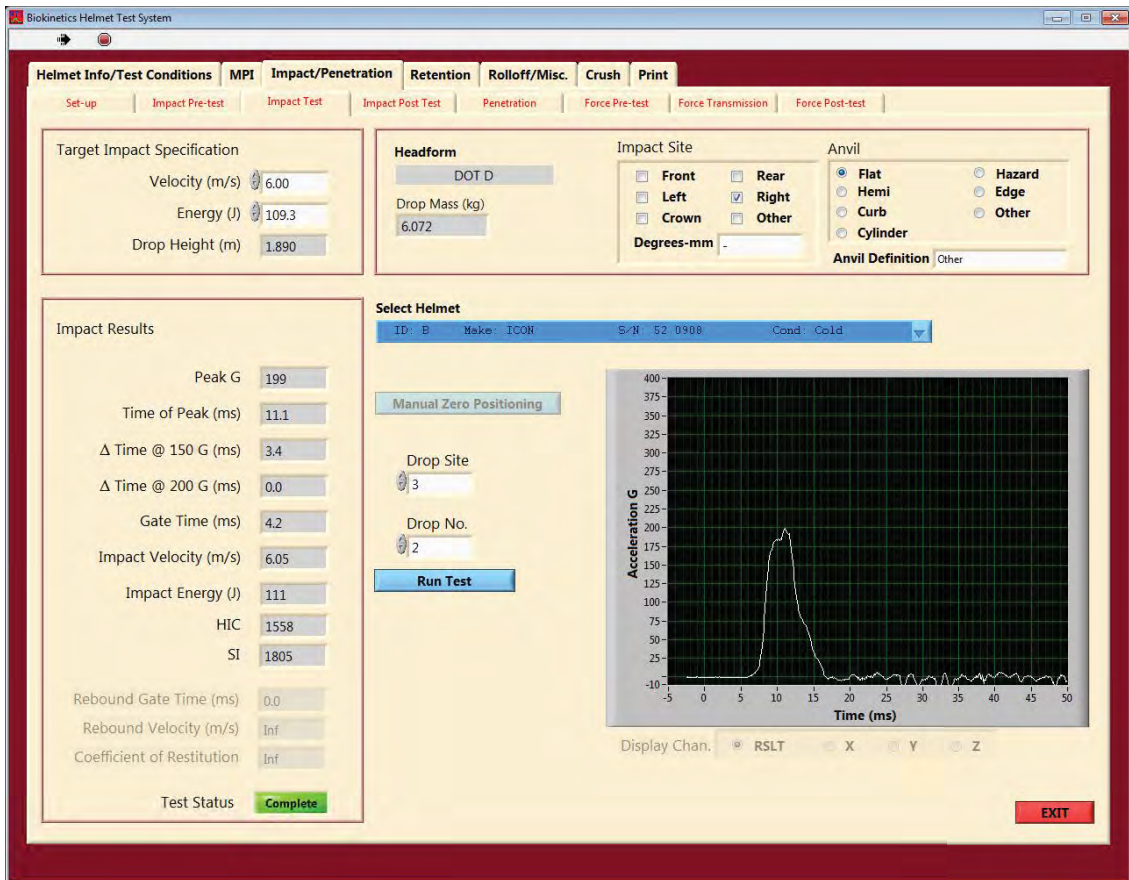 Biokinetics Helmet Test System
Helmet Info/Test Conditions MPI Impact/Penetration Retention Rolloff/Misc. Crush Print
Set-up Impact Pre-test Impact Test Impact Post Test Penetration Force Pre-test Force Transmission Force Post-test
Target Impact Specification
Velocity (m/s) 6.00
Energy (J) 109.3
Drop Height (m) 1.890
Headform
DOT D
Drop Mass (kg)
6.072
Impact Site
Front Rear
Left Right
Crown Other
Degrees-mm -
Anvil
Flat Hazard
Hemi Edge
Curb Other
Cylinder
Anvil Definition Other
Impact Results
Peak G 199
Time of Peak (ms) 11.1
Δ Time @ 150 G (ms) 3.4
Δ Time @ 200 G (ms) 0.0
Gate Time (ms) 4.2
Impact Velocity (m/s) 6.05
Impact Energy (J) 111
HIC 1558
SI 1805
Rebound Gate Time (ms) 0.0
Rebound Velocity (m/s) Inf
Coefficient of Restitution Inf
Test Status Complete
Select Helmet
ID: B Make: ICON S/N: 52 0908 Cond: Cold
Manual Zero Positioning
Drop Site
3
Drop No.
2
Run Test
Acceleration G
400
375
350
325
300
275
250
225
200
175
150
125
100
75
50
25
-10
-5 0 5 10 15 20 25 30 35 40 45 50
Time (ms)
Display Chan. RSLT X Y Z
EXIT